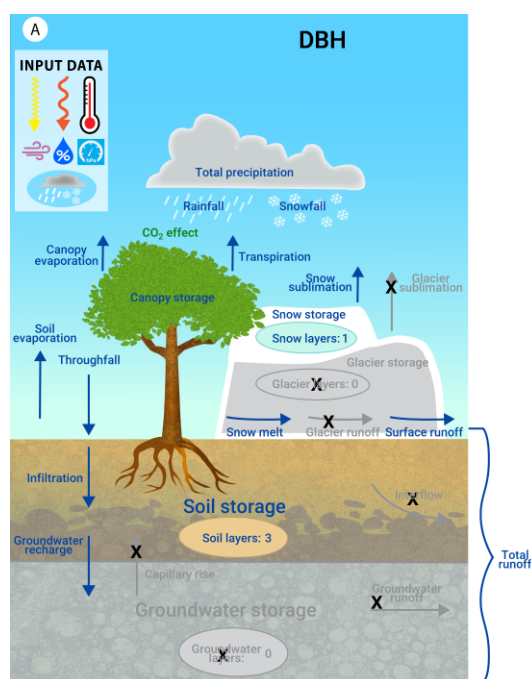 A
DBH
INPUT DATA
%
hPa
Total precipitation
Rainfall
Snowfall
CO₂ effect
Canopy
evaporation
Transpiration
Canopy storage
Snow
sublimation
X
Glacier
sublimation
Snow storage
Snow layers: 1
Soil
evaporation
Throughfall
Glacier storage
Glacier layers: 0
X
Snow melt
X
Glacier runoff
Surface runoff
Infiltration
Soil storage
Interflow
X
Soil layers: 3
Groundwater
recharge
X
Capillary rise
Total
runoff
Groundwater
runoff
X
Groundwater storage
Groundwater
layers: 0
X